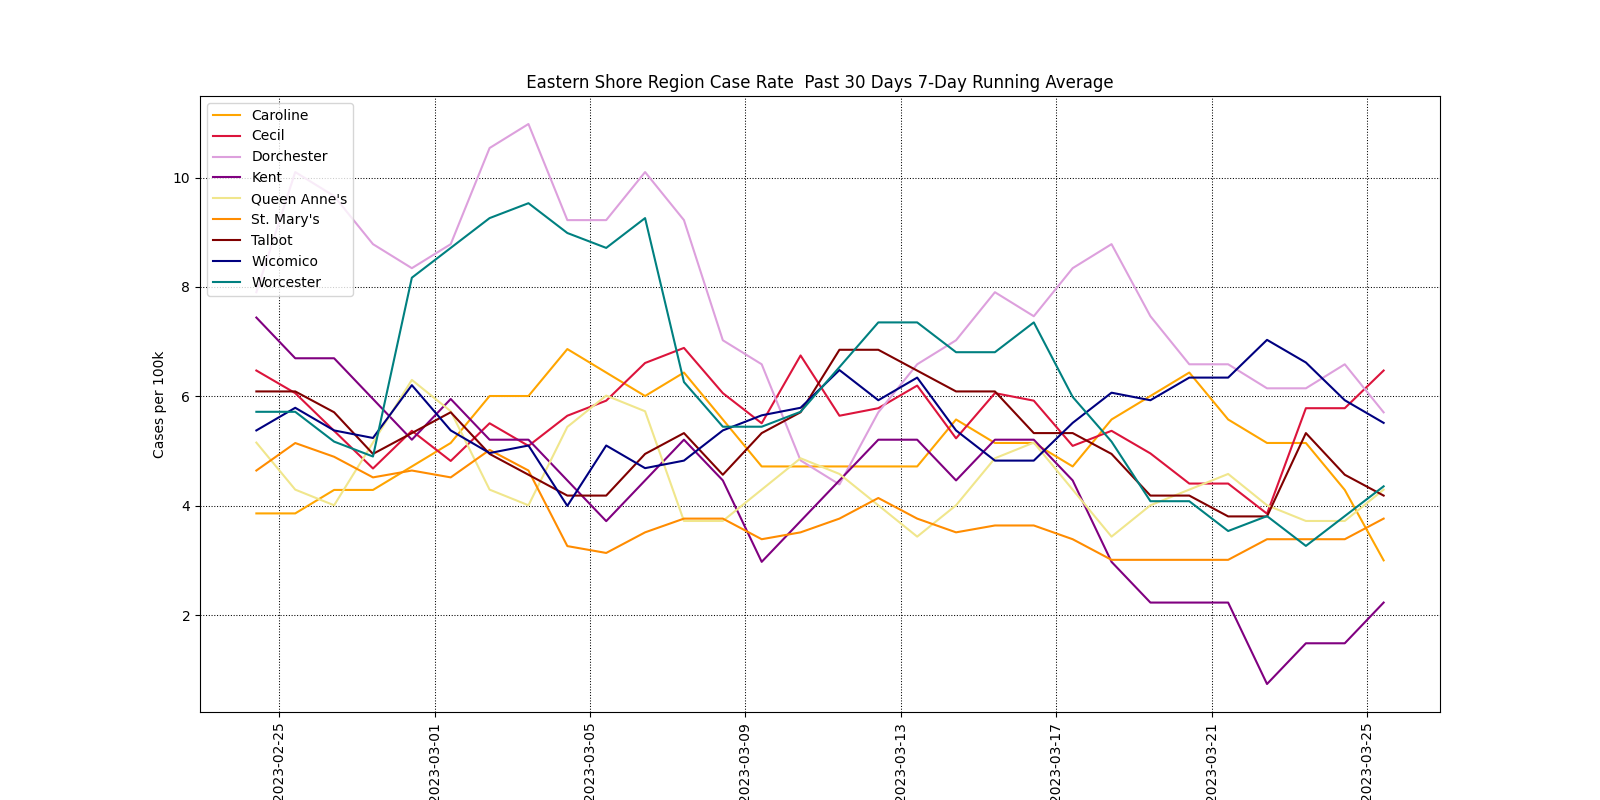 Eastern Shore Region Case Rate  Past 30 Days 7-Day Running Average
Caroline
Cecil
Dorchester
Kent
Queen Anne's
St. Mary's
Talbot
Wicomico
Worcester
Cases per 100k
10
8
6
4
2
2023-02-25
2023-03-01
2023-03-05
2023-03-09
2023-03-13
2023-03-17
2023-03-21
2023-03-25